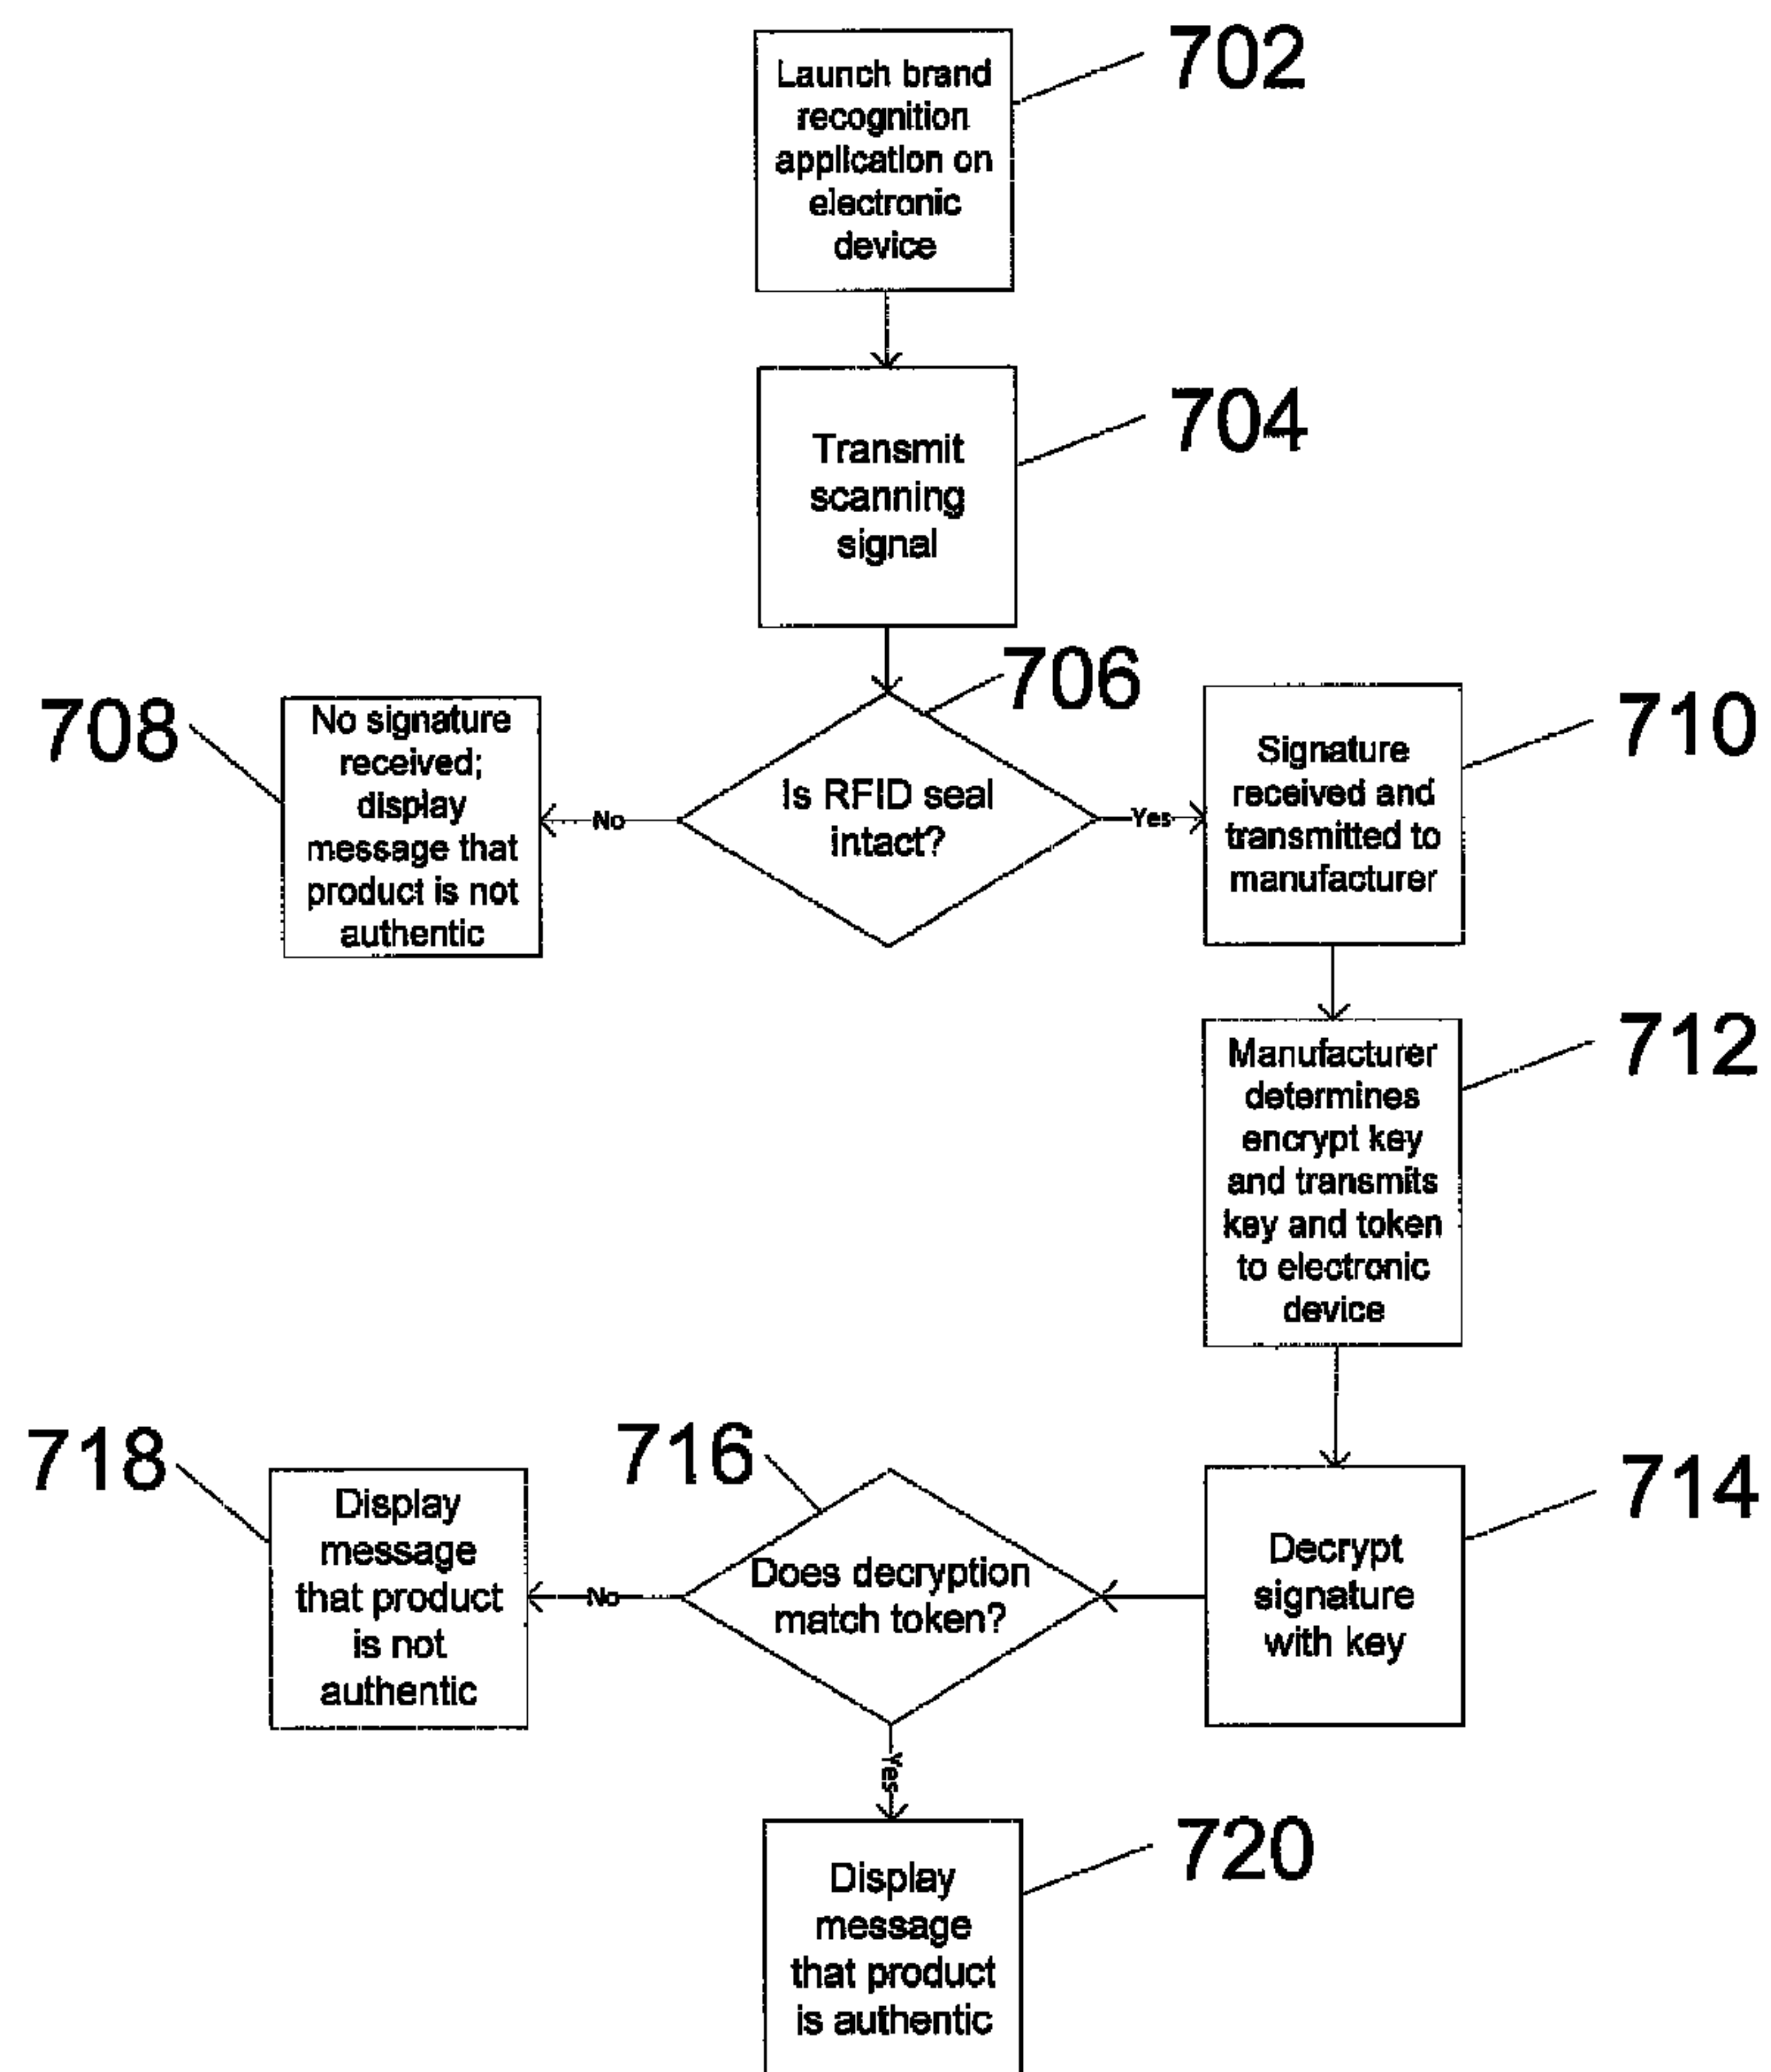 Launch brand
recognition
application on
electronic
device
702
Transmit
scanning
signal
704
706
Is RFID seal
intact?
No
708
No signature
received;
display
message that
product is not
authentic
Yes
710
Signature
received and
transmitted to
manufacturer
712
Manufacturer
determines
encrypt key
and transmits
key and token
to electronic
device
714
Decrypt
signature
with key
716
Does decryption
match token?
No
718
Display
message
that product
is not
authentic
Yes
720
Display
message
that product
is authentic